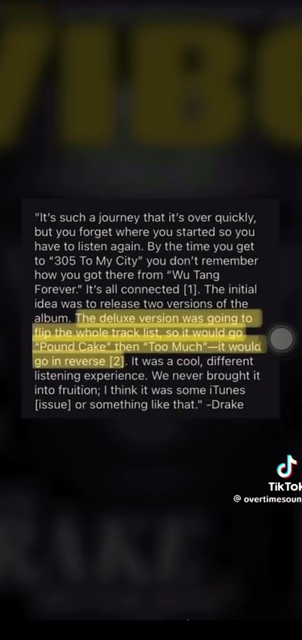 VIBE
"It's such a journey that it's over quickly,
but you forget where you started so you
have to listen again. By the time you get
to "305 To My City" you don't remember
how you got there from "Wu Tang
Forever." It's all connected [1]. The initial
idea was to release two versions of the
album. The deluxe version was going to
flip the whole track list, so it would go
"Pound Cake" then "Too Much"—it would
go in reverse [2]. It was a cool, different
listening experience. We never brought it
into fruition; I think it was some iTunes
[issue] or something like that." -Drake
TikTok
@overtimesoun
DRAKE